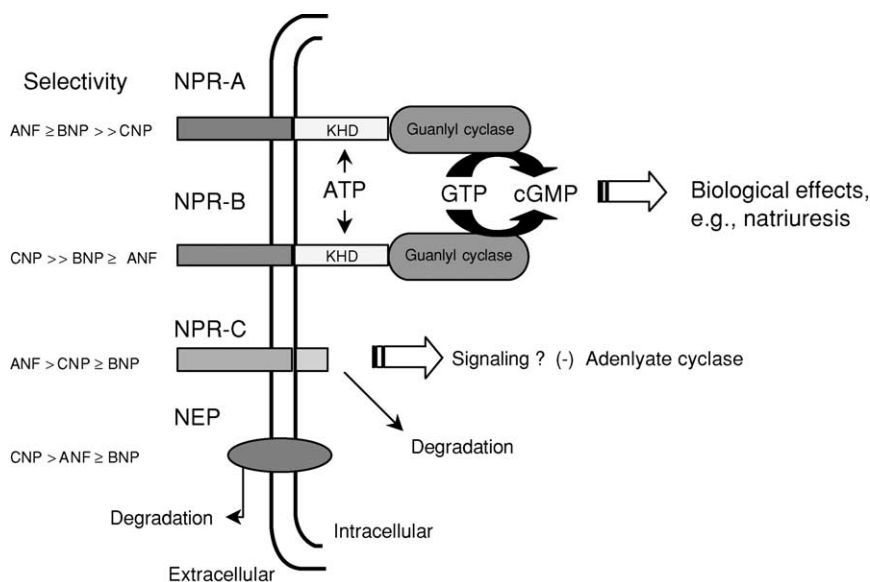 Selectivity NPR-A
ANF ≥ BNP >> CNP
KHD
Guanlyl cyclase
ATP
GTP cGMP
Biological effects,
e.g., natriuresis
NPR-B
CNP >> BNP ≥ ANF
KHD
Guanlyl cyclase
NPR-C
ANF > CNP ≥ BNP
Signaling ? (-) Adenlyate cyclase
NEP
Degradation
CNP > ANF ≥ BNP
Degradation
Intracellular
Extracellular